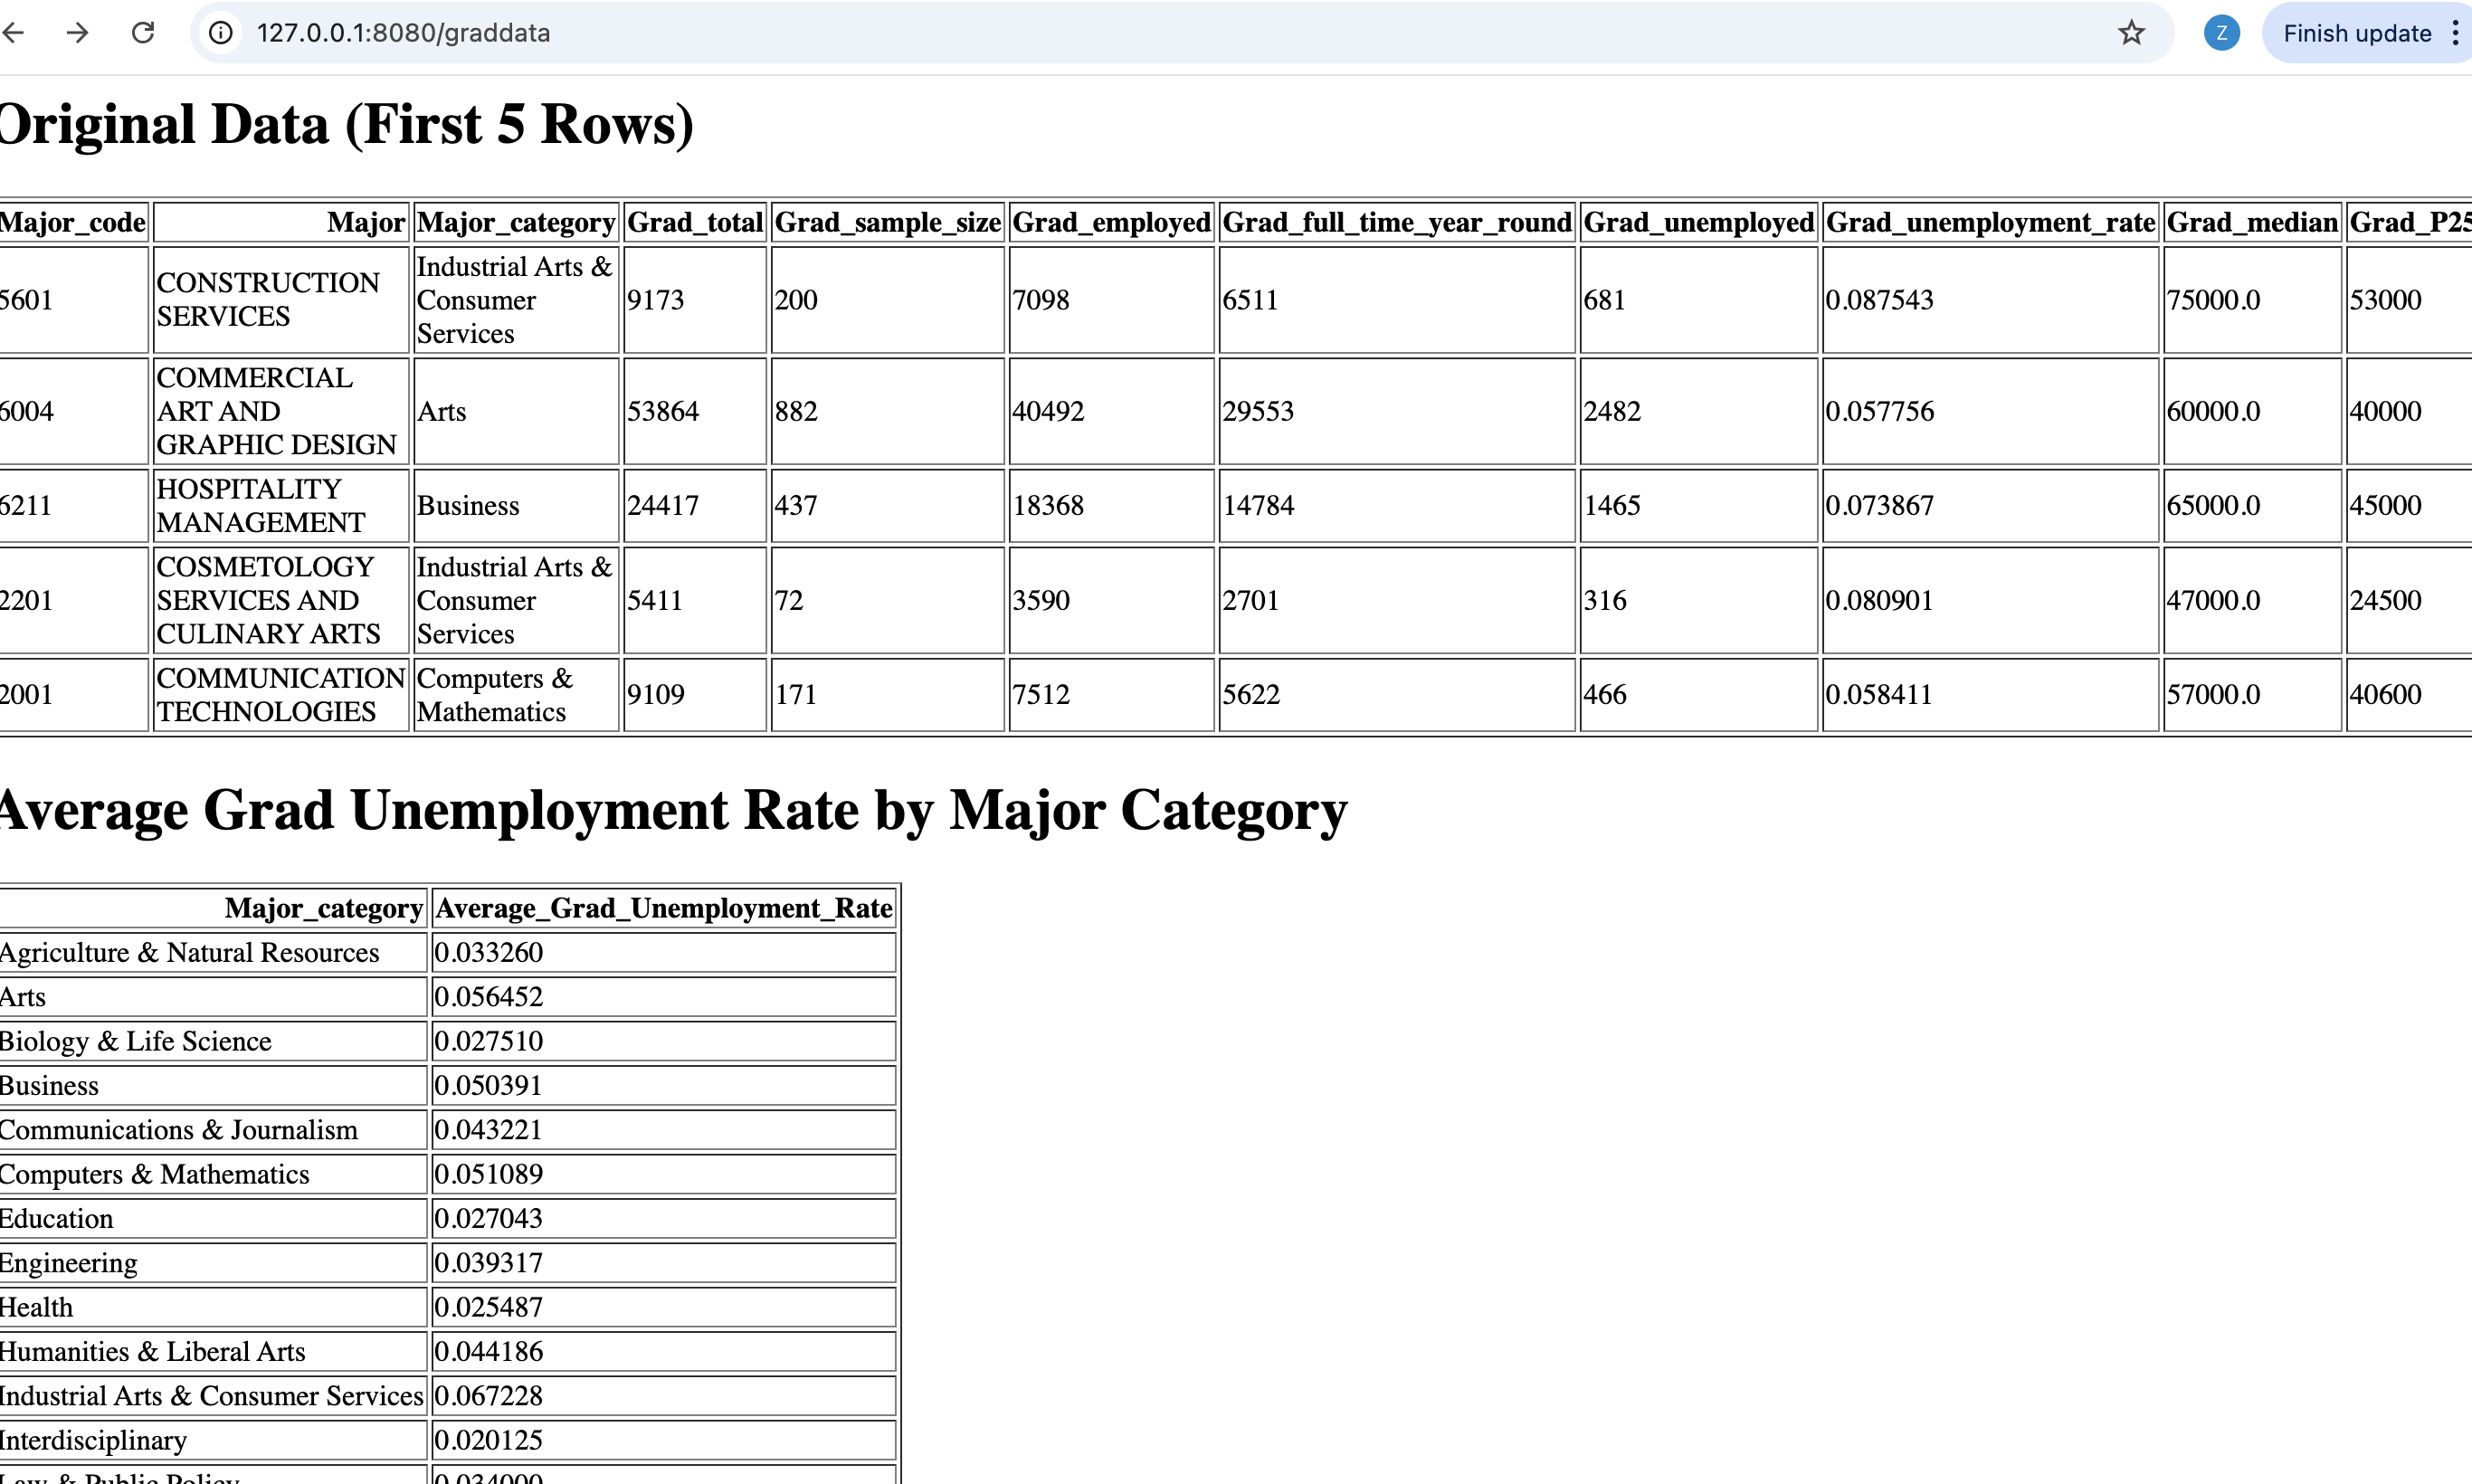 127.0.0.1:8080/graddata
Z
Finish update
Original Data (First 5 Rows)
Major_code Major Major_category Grad_total Grad_sample_size Grad_employed Grad_full_time_year_round Grad_unemployed Grad_unemployment_rate Grad_median Grad_P25
5601 CONSTRUCTION SERVICES Industrial Arts & Consumer Services 9173 200 7098 6511 681 0.087543 75000.0 53000
6004 COMMERCIAL ART AND GRAPHIC DESIGN Arts 53864 882 40492 29553 2482 0.057756 60000.0 40000
6211 HOSPITALITY MANAGEMENT Business 24417 437 18368 14784 1465 0.073867 65000.0 45000
2201 COSMETOLOGY SERVICES AND CULINARY ARTS Industrial Arts & Consumer Services 5411 72 3590 2701 316 0.080901 47000.0 24500
2001 COMMUNICATION TECHNOLOGIES Computers & Mathematics 9109 171 7512 5622 466 0.058411 57000.0 40600
Average Grad Unemployment Rate by Major Category
Major_category Average_Grad_Unemployment_Rate
Agriculture & Natural Resources 0.033260
Arts 0.056452
Biology & Life Science 0.027510
Business 0.050391
Communications & Journalism 0.043221
Computers & Mathematics 0.051089
Education 0.027043
Engineering 0.039317
Health 0.025487
Humanities & Liberal Arts 0.044186
Industrial Arts & Consumer Services 0.067228
Interdisciplinary 0.020125
Law & Public Policy 0.034000